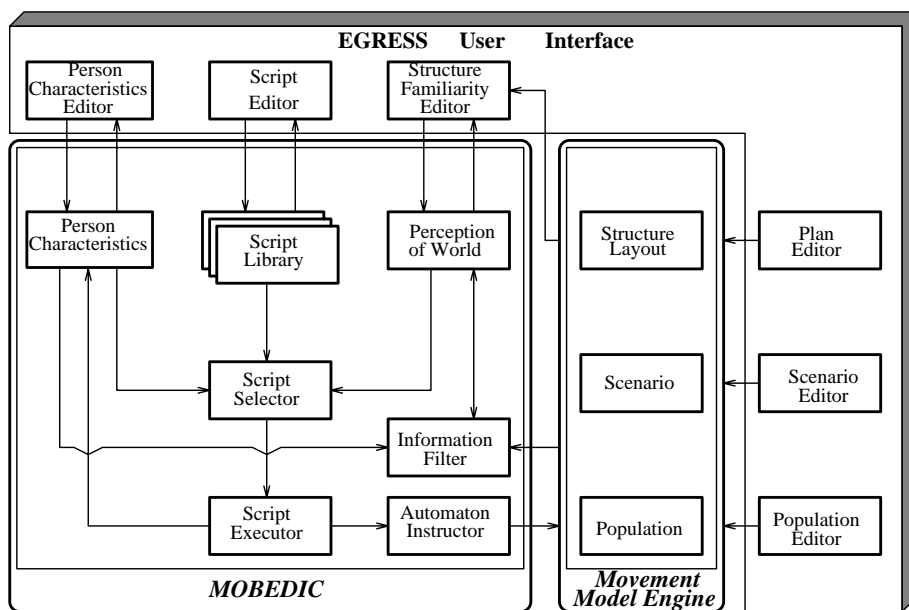 EGRESS User Interface
Person
Characteristics
Editor
Script
Editor
Structure
Familiarity
Editor
Person
Characteristics
Script
Library
Perception
of World
Structure
Layout
Plan
Editor
Script
Selector
Scenario
Scenario
Editor
Information
Filter
Script
Executor
Automaton
Instructor
Population
Population
Editor
MOBEDIC
Movement
Model Engine